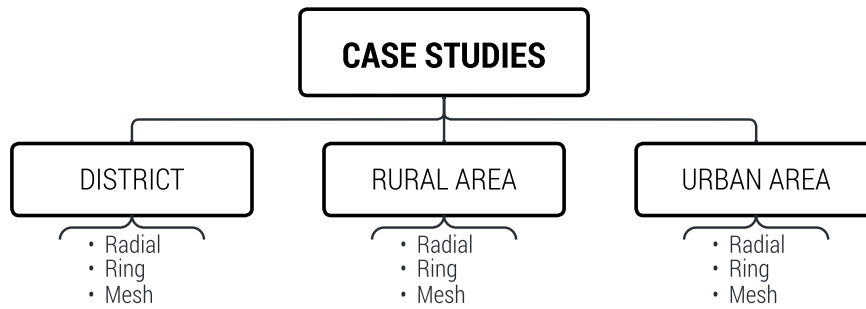 CASE STUDIES
DISTRICT
• Radial
• Ring
• Mesh
RURAL AREA
• Radial
• Ring
• Mesh
URBAN AREA
• Radial
• Ring
• Mesh